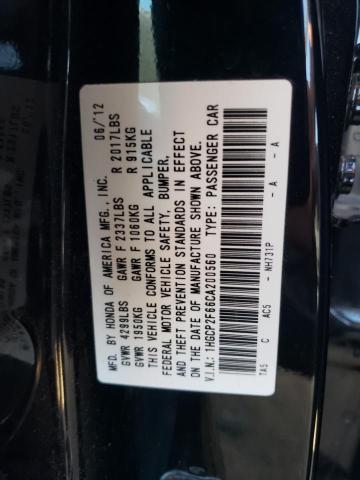 MFD. BY HONDA OF AMERICA MFG., INC. 06/'12
GVWR 4299LBS GAWR F 2337LBS R 2017LBS
GVWR 1950KG GAWR F 1060KG R 915KG
THIS VEHICLE CONFORMS TO ALL APPLICABLE
FEDERAL MOTOR VEHICLE SAFETY, BUMPER,
AND THEFT PREVENTION STANDARDS IN EFFECT
ON THE DATE OF MANUFACTURE SHOWN ABOVE.
V.I.N.: 1HGCP2F66CA200560 TYPE: PASSENGER CAR
TA5 C AC5 NH731P - A - A